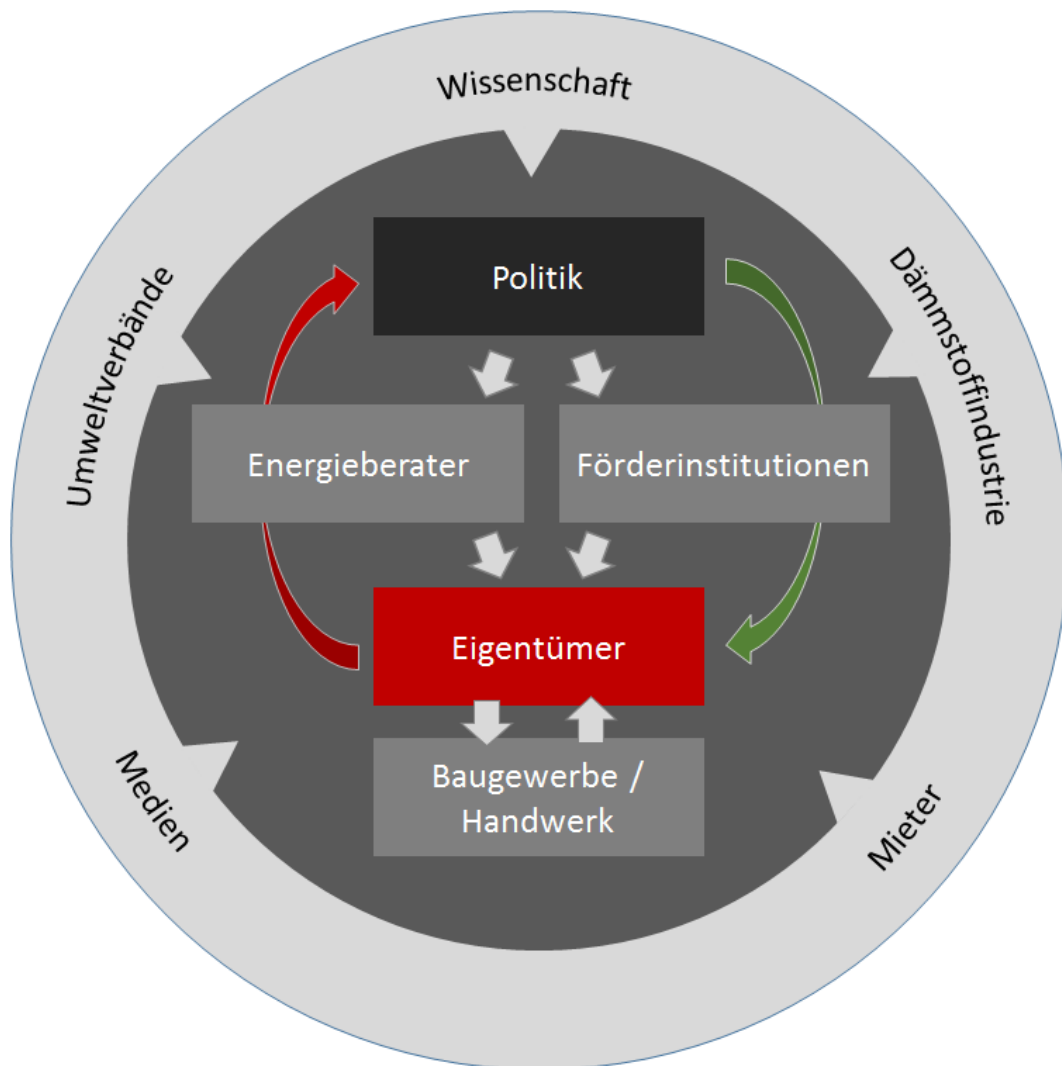 Wissenschaft
Umweltverbände
Dämmstoffindustrie
Politik
Energieberater
Förderinstitutionen
Eigentümer
Baugewerbe /
Handwerk
Medien
Mieter